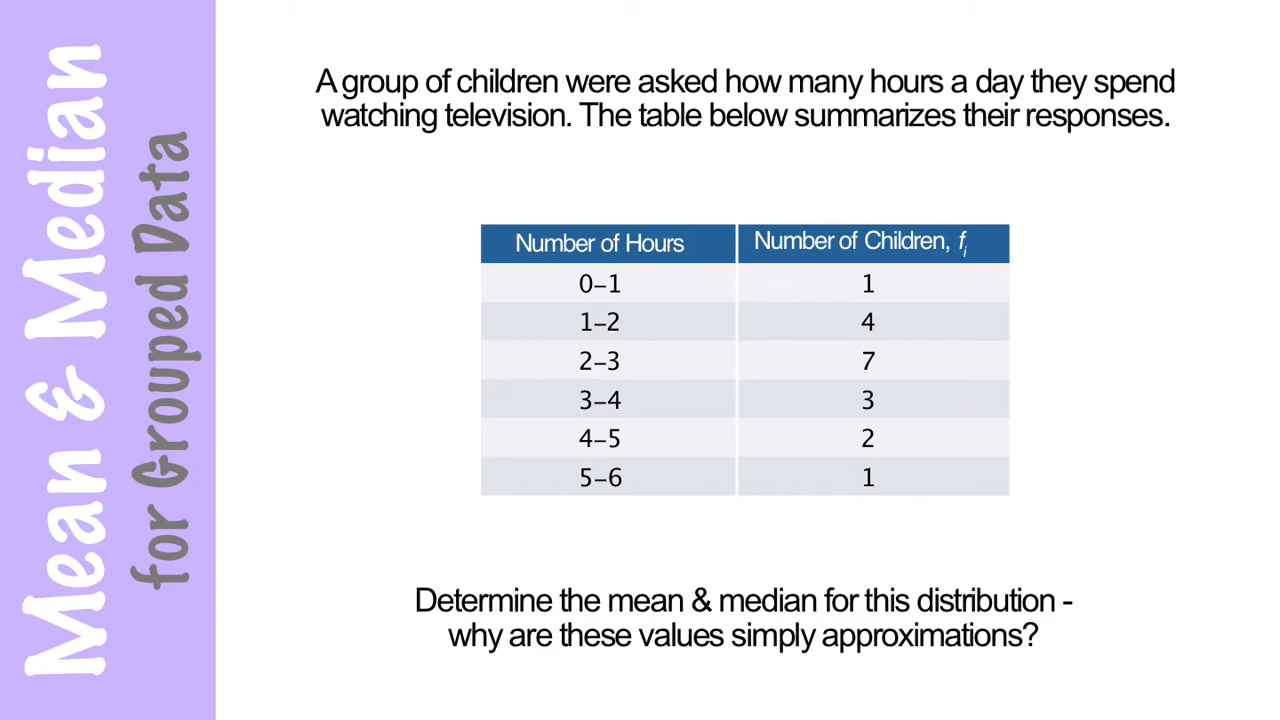 Mean & Median
for Grouped Data
A group of children were asked how many hours a day they spend
watching television. The table below summarizes their responses.
Number of Hours Number of Children, fi
0–1 1
1–2 4
2–3 7
3–4 3
4–5 2
5–6 1
Determine the mean & median for this distribution -
why are these values simply approximations?